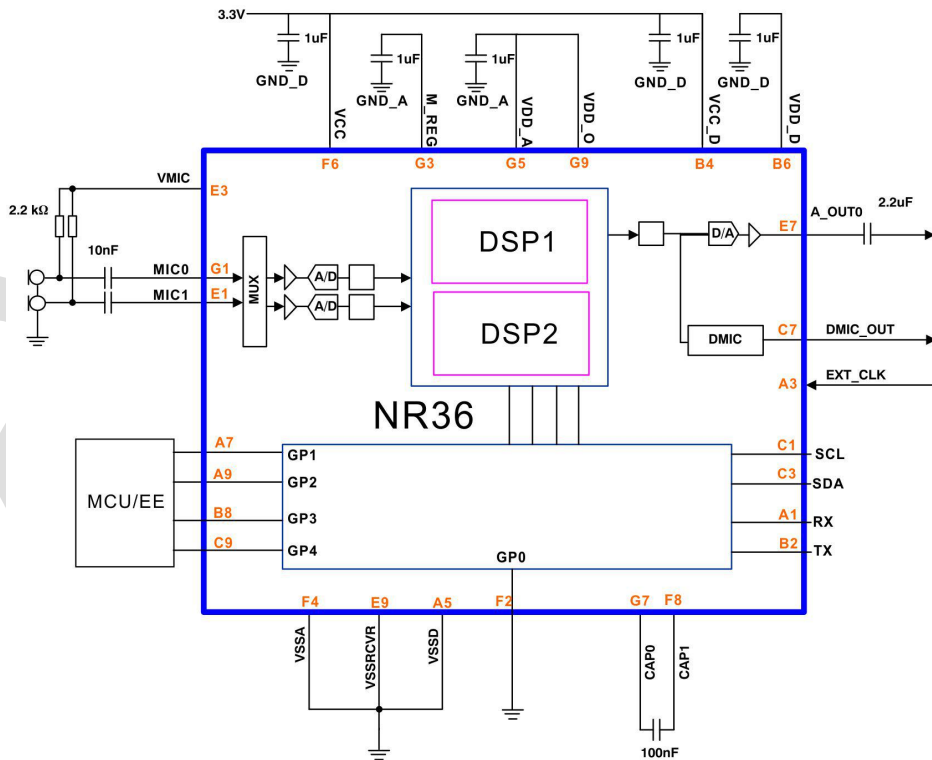 3.3V
1uF
1uF
1uF
1uF
1uF
GND_D
GND_A
GND_A
GND_D
GND_D
VCC
M_REG
VDD_A
VDD_O
VCC_D
VDD_D
F6
G3
G5
G9
B4
B6
VMIC
E3
2.2 kΩ
10nF
MIC0
G1
MIC1
E1
MUX
A/D
A/D
DSP1
DSP2
D/A
E7
A_OUT0
2.2uF
DMIC
C7
DMIC_OUT
A3
EXT_CLK
NR36
MCU/EE
A7
GP1
A9
GP2
B8
GP3
C9
GP4
GP0
C1
SCL
C3
SDA
A1
RX
B2
TX
F4
E9
A5
F2
G7
F8
VSSA
VSSRCVR
VSSD
CAP0
CAP1
100nF